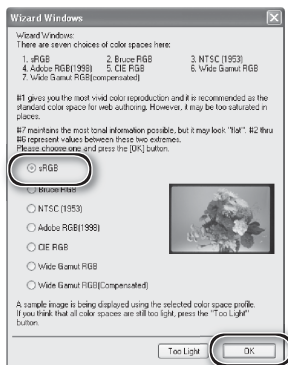 Wizard Windows
Wizard Windows:
There are seven choices of color spaces here:
1. sRGB 2. Bruce RGB 3. NTSC (1953)
4. Adobe RGB(1998) 5. CIE RGB 6. Wide Gamut RGB
7. Wide Gamut RGB(compensated)
#1 gives you the most vivid color reproduction and it is recommended as the
standard color space for web authoring. However, it may be too saturated in
places.
#7 maintains the most tonal information possible, but it may look "flat". #2 thru
#6 represent values between these two extremes.
Please choose one and press the [OK] button.
sRGB
Bruce RGB
NTSC (1953)
Adobe RGB(1998)
CIE RGB
Wide Gamut RGB
Wide Gamut RGB(Compensated)
A sample image is being displayed using the selected color space profile.
If you think that all color spaces are still too light, press the "Too Light"
button.
Too Light OK